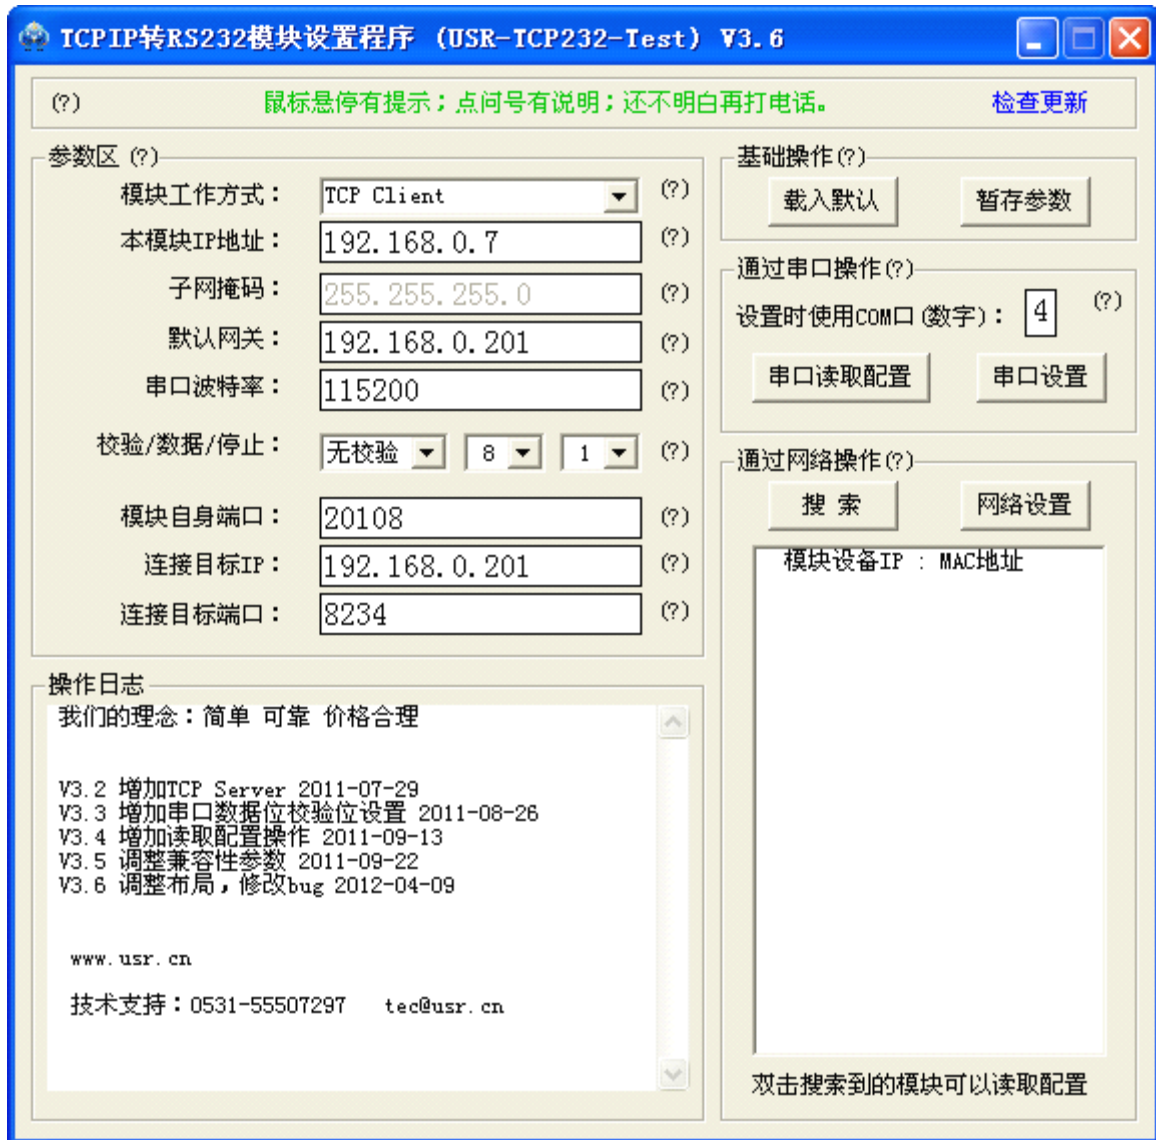 TCPIP转RS232模块设置程序 (USR-TCP232-Test) V3.6
(?) 鼠标悬停有提示；点问号有说明；还不明白再打电话。 检查更新
参数区 (?)
模块工作方式： TCP Client (?)
本模块IP地址： 192.168.0.7 (?)
子网掩码： 255.255.255.0 (?)
默认网关： 192.168.0.201 (?)
串口波特率： 115200 (?)
校验/数据/停止： 无校验 8 1 (?)
模块自身端口： 20108 (?)
连接目标IP： 192.168.0.201 (?)
连接目标端口： 8234 (?)
操作日志
我们的理念：简单 可靠 价格合理
V3.2 增加TCP Server 2011-07-29
V3.3 增加串口数据位校验位设置 2011-08-26
V3.4 增加读取配置操作 2011-09-13
V3.5 调整兼容性参数 2011-09-22
V3.6 调整布局，修改bug 2012-04-09
www.usr.cn
技术支持：0531-55507297 tec@usr.cn
基础操作(?)
载入默认 暂存参数
通过串口操作(?)
设置时使用COM口(数字)： 4 (?)
串口读取配置 串口设置
通过网络操作(?)
搜 索 网络设置
模块设备IP : MAC地址
双击搜索到的模块可以读取配置